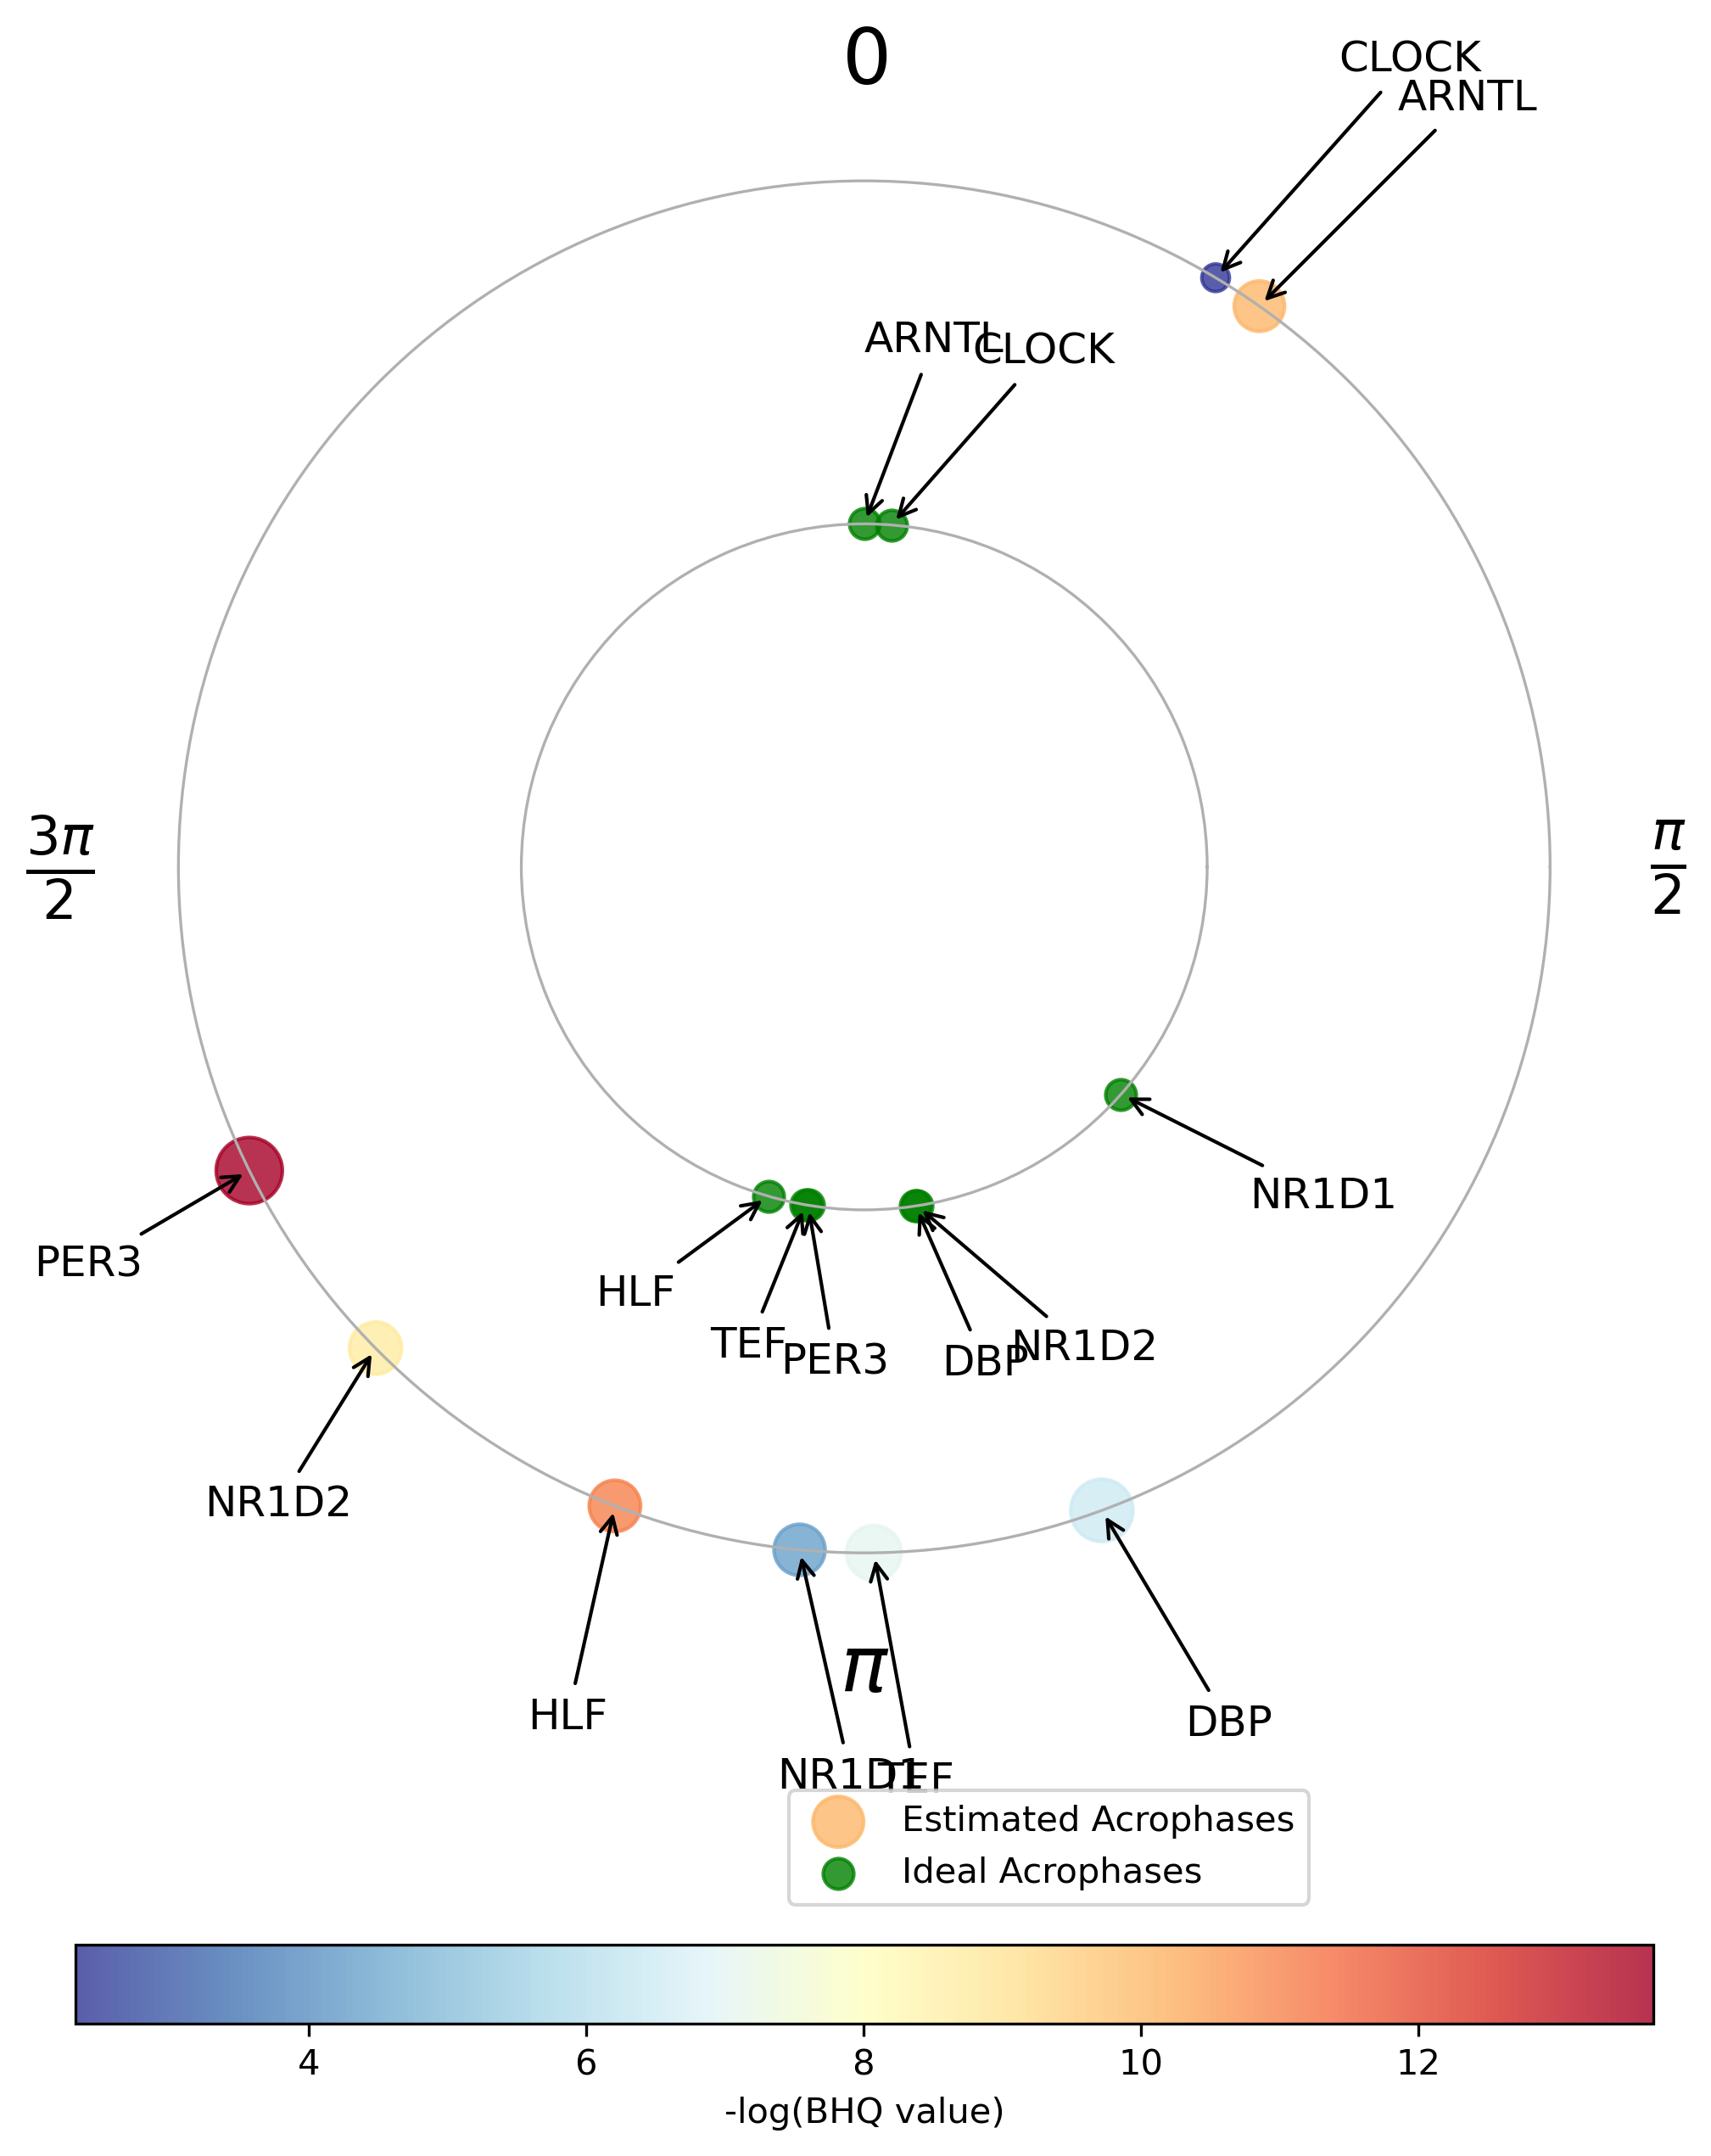 0
CLOCK
ARNTL
ARNTL
CLOCK
3π/2
π/2
NR1D1
PER3
HLF
TEF
PER3
DBP
NR1D2
NR1D2
HLF
π
DBP
NR1D1
TEF
Estimated Acrophases
Ideal Acrophases
4 6 8 10 12
-log(BHQ value)